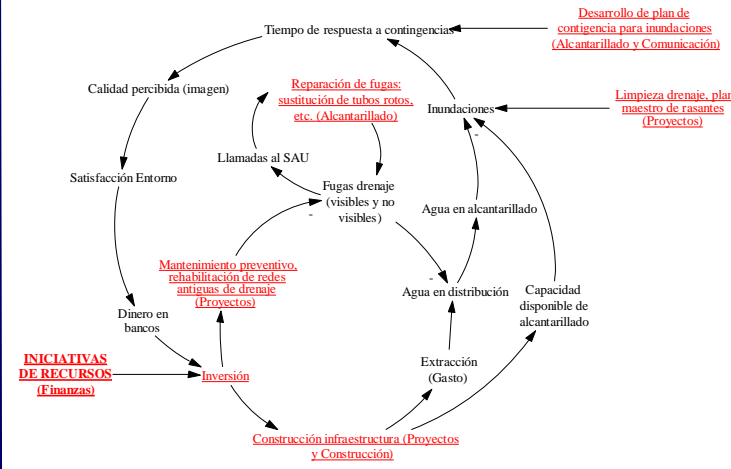 Desarrollo de plan de
contigencia para inundaciones
(Alcantarillado y Comunicación)
Tiempo de respuesta a contingencias
Calidad percibida (imagen)
Reparación de fugas:
sustitución de tubos rotos,
etc. (Alcantarillado)
Inundaciones
-
Limpieza drenaje, plan
maestro de rasantes
(Proyectos)
Llamadas al SAU
Satisfacción Entorno
Fugas drenaje
(visibles y no
visibles)
-
Agua en alcantarillado
Mantenimiento preventivo,
rehabilitación de redes
antiguas de drenaje
(Proyectos)
-
Agua en distribución
Capacidad
disponible de
alcantarillado
Dinero en
bancos
INICIATIVAS
DE RECURSOS
(Finanzas)
Inversión
Extracción
(Gasto)
Construcción infraestructura (Proyectos
y Construcción)